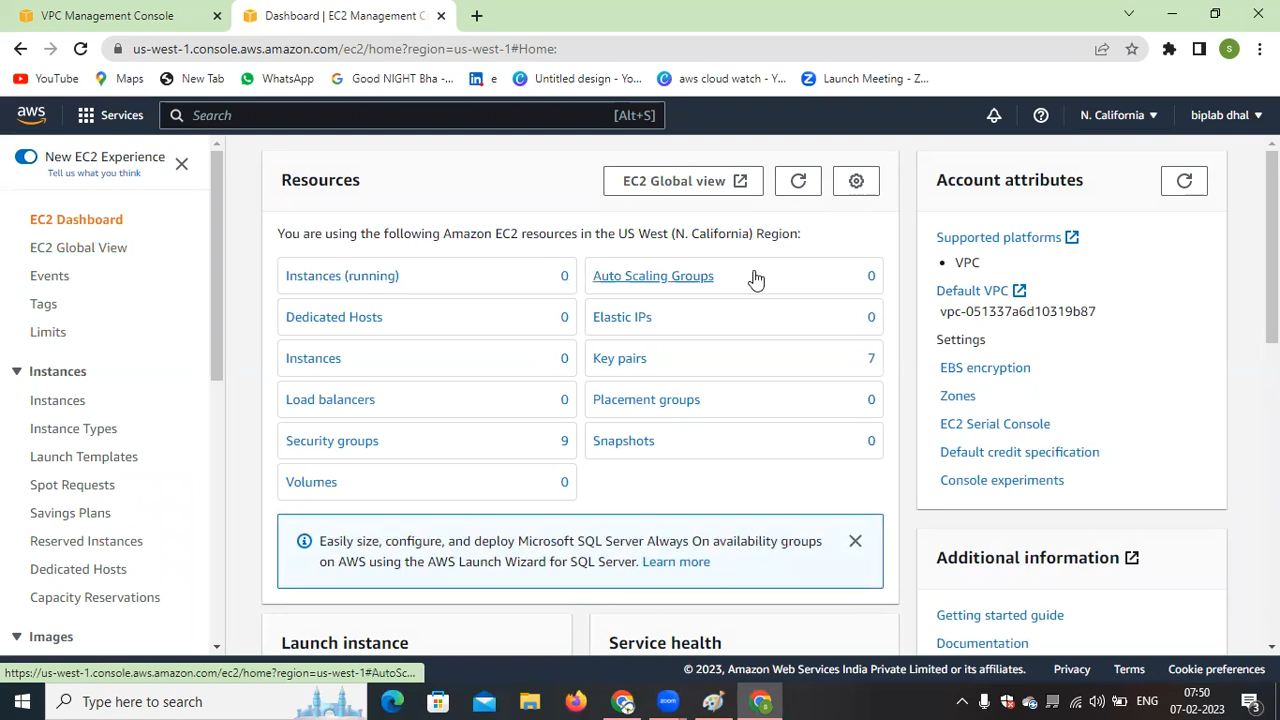 VPC Management Console
Dashboard | EC2 Management C
us-west-1.console.aws.amazon.com/ec2/home?region=us-west-1#Home:
S
YouTube
Maps
New Tab
WhatsApp
Good NIGHT Bha - ...
in e
Untitled design - Yo...
aws cloud watch - Y...
Launch Meeting - Z...
aws
Services
Search
[Alt+S]
N. California
biplab dhal
New EC2 Experience
Tell us what you think
EC2 Dashboard
EC2 Global View
Events
Tags
Limits
Instances
Instances
Instance Types
Launch Templates
Spot Requests
Savings Plans
Reserved Instances
Dedicated Hosts
Capacity Reservations
Images
Resources
EC2 Global view
You are using the following Amazon EC2 resources in the US West (N. California) Region:
Instances (running) 0
Auto Scaling Groups 0
Dedicated Hosts 0
Elastic IPs 0
Instances 0
Key pairs 7
Load balancers 0
Placement groups 0
Security groups 9
Snapshots 0
Volumes 0
Easily size, configure, and deploy Microsoft SQL Server Always On availability groups
on AWS using the AWS Launch Wizard for SQL Server. Learn more
Launch instance
Service health
Account attributes
Supported platforms
• VPC
Default VPC
vpc-051337a6d10319b87
Settings
EBS encryption
Zones
EC2 Serial Console
Default credit specification
Console experiments
Additional information
Getting started guide
Documentation
https://us-west-1.console.aws.amazon.com/ec2/home?region=us-west-1#AutoSc...
© 2023, Amazon Web Services India Private Limited or its affiliates.
Privacy
Terms
Cookie preferences
Type here to search
zoom
ENG
07:50
07-02-2023
3